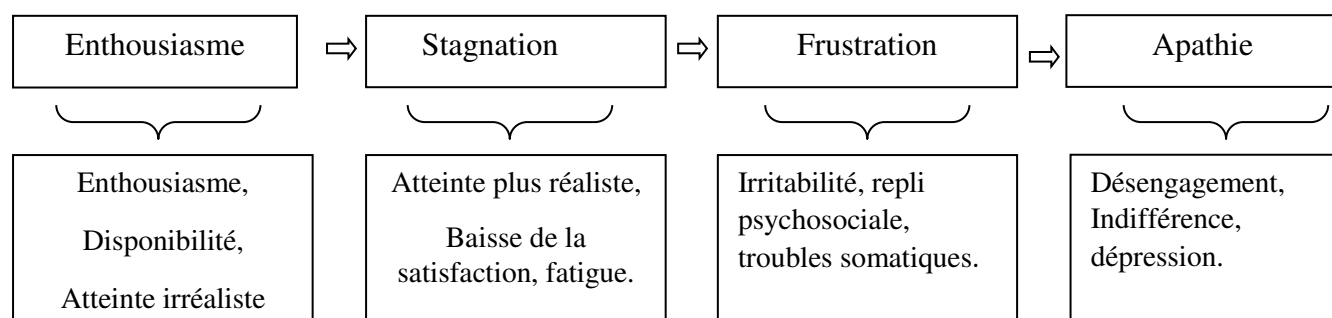 Enthousiasme
Stagnation
Frustration
Apathie
Enthousiasme,
Disponibilité,
Atteinte irréaliste
Atteinte plus réaliste,
Baisse de la
satisfaction, fatigue.
Irritabilité, repli
psychosociale,
troubles somatiques.
Désengagement,
Indifférence,
dépression.